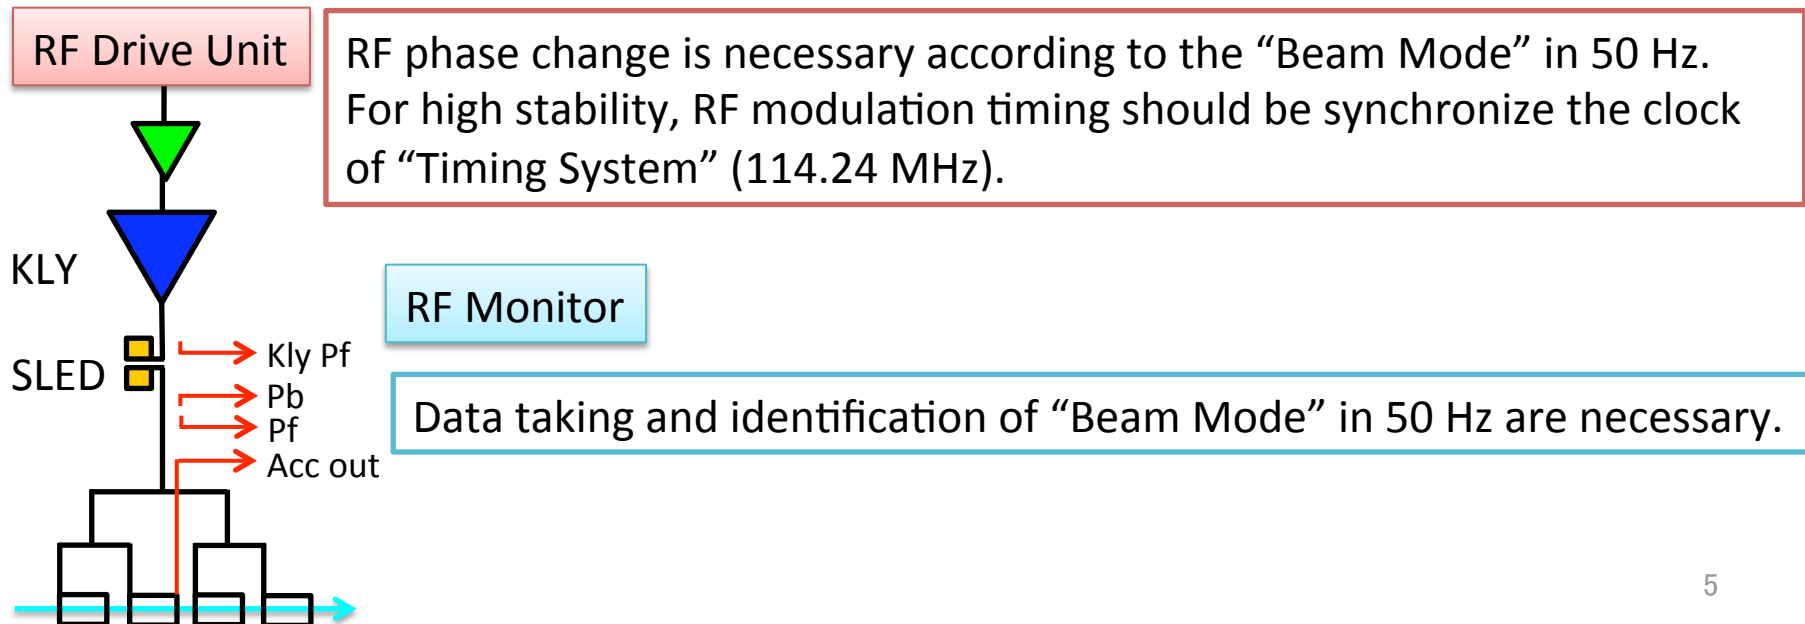 RF Drive Unit
RF phase change is necessary according to the “Beam Mode” in 50 Hz.
For high stability, RF modulation timing should be synchronize the clock
of “Timing System” (114.24 MHz).
KLY
RF Monitor
SLED
Kly Pf
Pb
Pf
Acc out
Data taking and identification of “Beam Mode” in 50 Hz are necessary.
5